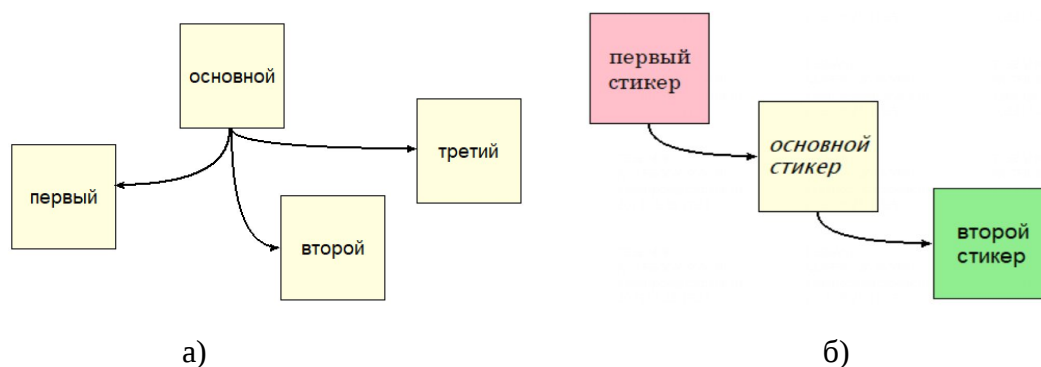 основной
третий
первый
второй
а)
первый
стикер
основной
стикер
второй
стикер
б)